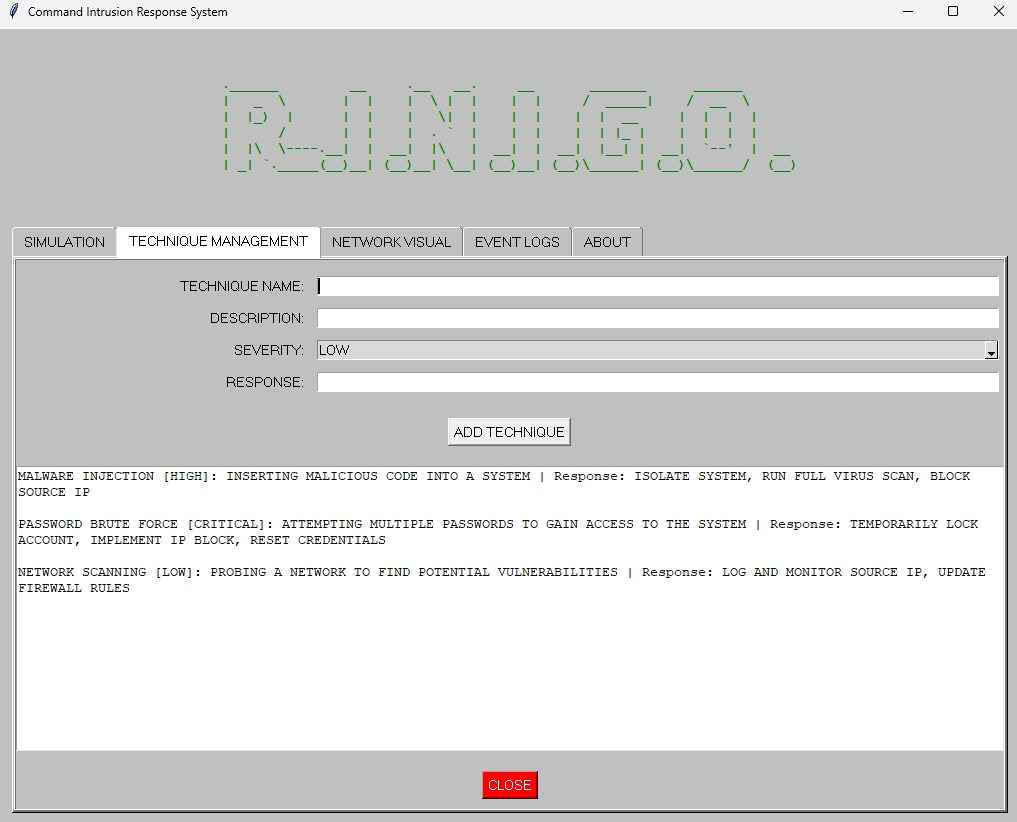 Command Intrusion Response System
R.I.N.I.G.O.
SIMULATION
TECHNIQUE MANAGEMENT
NETWORK VISUAL
EVENT LOGS
ABOUT
TECHNIQUE NAME:
DESCRIPTION:
SEVERITY:
LOW
RESPONSE:
ADD TECHNIQUE
MALWARE INJECTION [HIGH]: INSERTING MALICIOUS CODE INTO A SYSTEM | Response: ISOLATE SYSTEM, RUN FULL VIRUS SCAN, BLOCK
SOURCE IP
PASSWORD BRUTE FORCE [CRITICAL]: ATTEMPTING MULTIPLE PASSWORDS TO GAIN ACCESS TO THE SYSTEM | Response: TEMPORARILY LOCK
ACCOUNT, IMPLEMENT IP BLOCK, RESET CREDENTIALS
NETWORK SCANNING [LOW]: PROBING A NETWORK TO FIND POTENTIAL VULNERABILITIES | Response: LOG AND MONITOR SOURCE IP, UPDATE
FIREWALL RULES
CLOSE